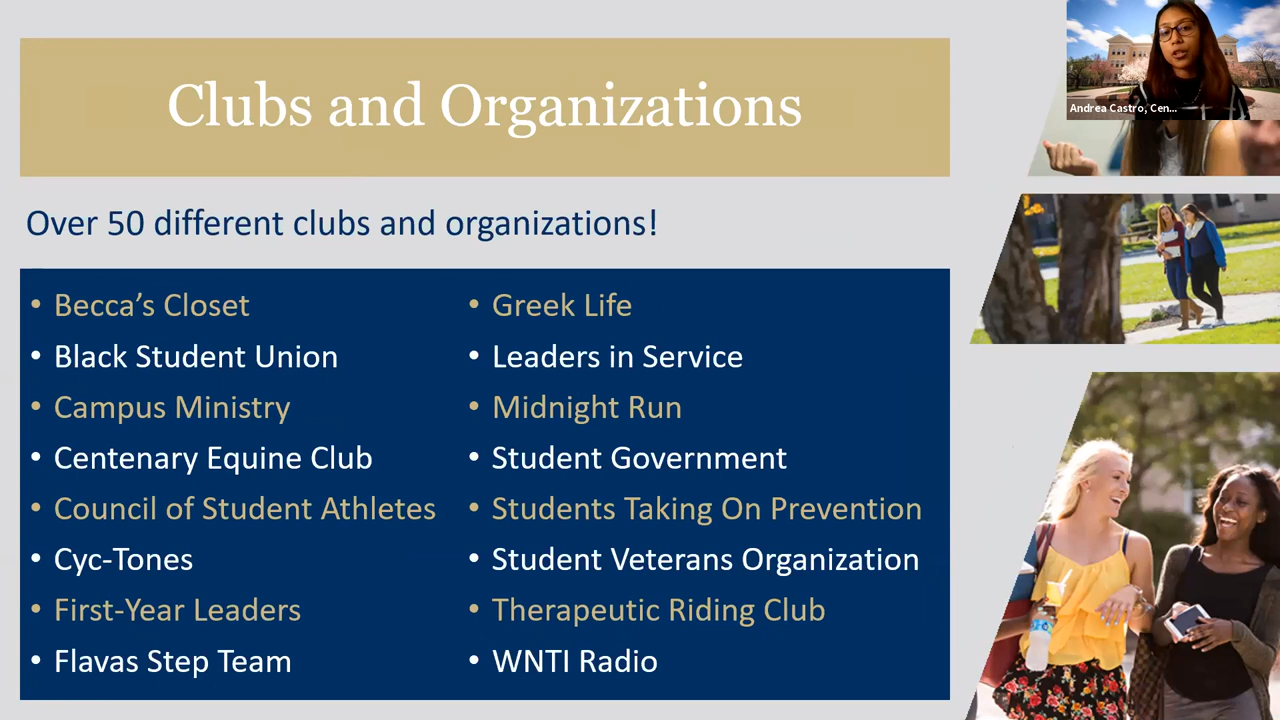 Clubs and Organizations
Andrea Castro, Cen...
Over 50 different clubs and organizations!
• Becca’s Closet
• Black Student Union
• Campus Ministry
• Centenary Equine Club
• Council of Student Athletes
• Cyc-Tones
• First-Year Leaders
• Flavas Step Team
• Greek Life
• Leaders in Service
• Midnight Run
• Student Government
• Students Taking On Prevention
• Student Veterans Organization
• Therapeutic Riding Club
• WNTI Radio